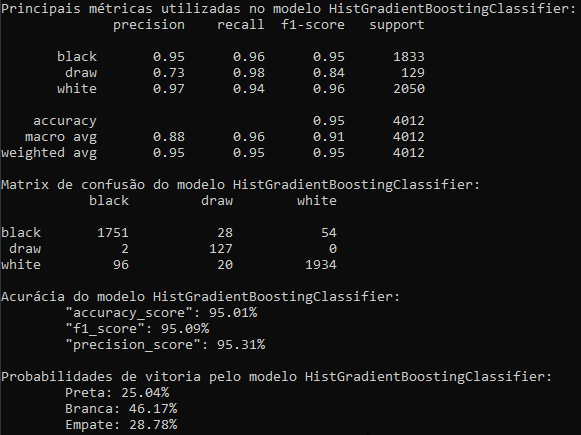 Principais métricas utilizadas no modelo HistGradientBoostingClassifier:
precision recall f1-score support
black 0.95 0.96 0.95 1833
draw 0.73 0.98 0.84 129
white 0.97 0.94 0.96 2050
accuracy 0.95 4012
macro avg 0.88 0.96 0.91 4012
weighted avg 0.95 0.95 0.95 4012
Matrix de confusão do modelo HistGradientBoostingClassifier:
black draw white
black 1751 28 54
draw 2 127 0
white 96 20 1934
Acurácia do modelo HistGradientBoostingClassifier:
"accuracy_score": 95.01%
"f1_score": 95.09%
"precision_score": 95.31%
Probabilidades de vitoria pelo modelo HistGradientBoostingClassifier:
Preta: 25.04%
Branca: 46.17%
Empate: 28.78%